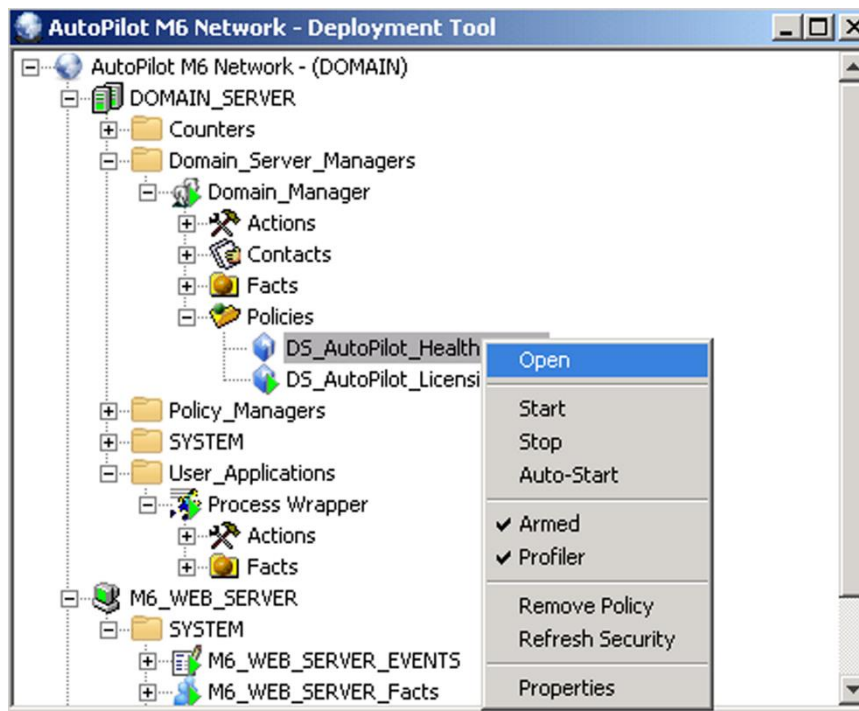 AutoPilot M6 Network - Deployment Tool
AutoPilot M6 Network - (DOMAIN)
DOMAIN_SERVER
Counters
Domain_Server_Managers
Domain_Manager
Actions
Contacts
Facts
Policies
DS_AutoPilot_Health
DS_AutoPilot_Licensi
Policy_Managers
SYSTEM
User_Applications
Process Wrapper
Actions
Facts
M6_WEB_SERVER
SYSTEM
M6_WEB_SERVER_EVENTS
M6_WEB_SERVER_Facts
Open
Start
Stop
Auto-Start
Armed
Profiler
Remove Policy
Refresh Security
Properties